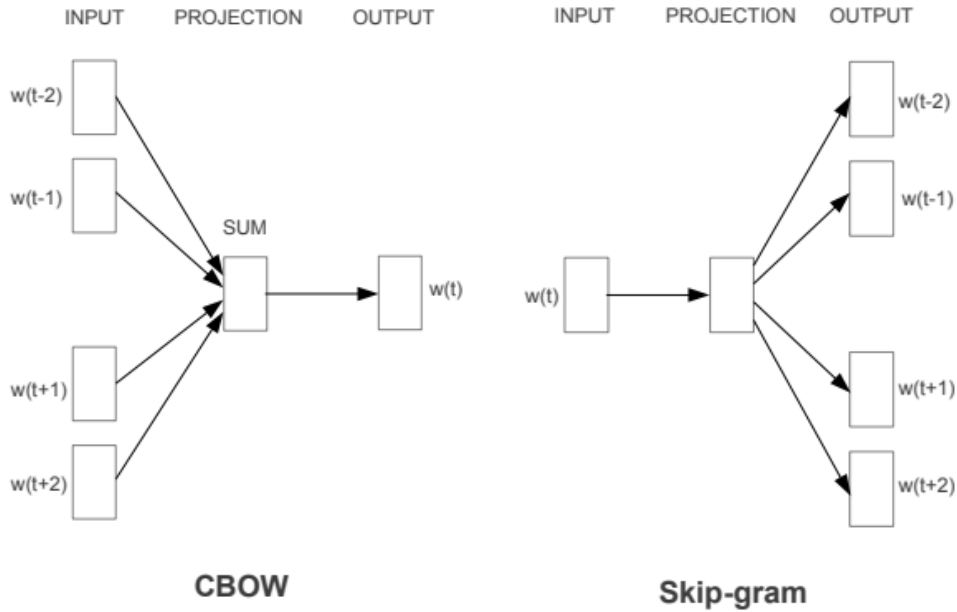 INPUT PROJECTION OUTPUT
w(t-2)
w(t-1)
SUM
w(t)
w(t+1)
w(t+2)
CBOW
INPUT PROJECTION OUTPUT
w(t-2)
w(t-1)
w(t)
w(t+1)
w(t+2)
Skip-gram